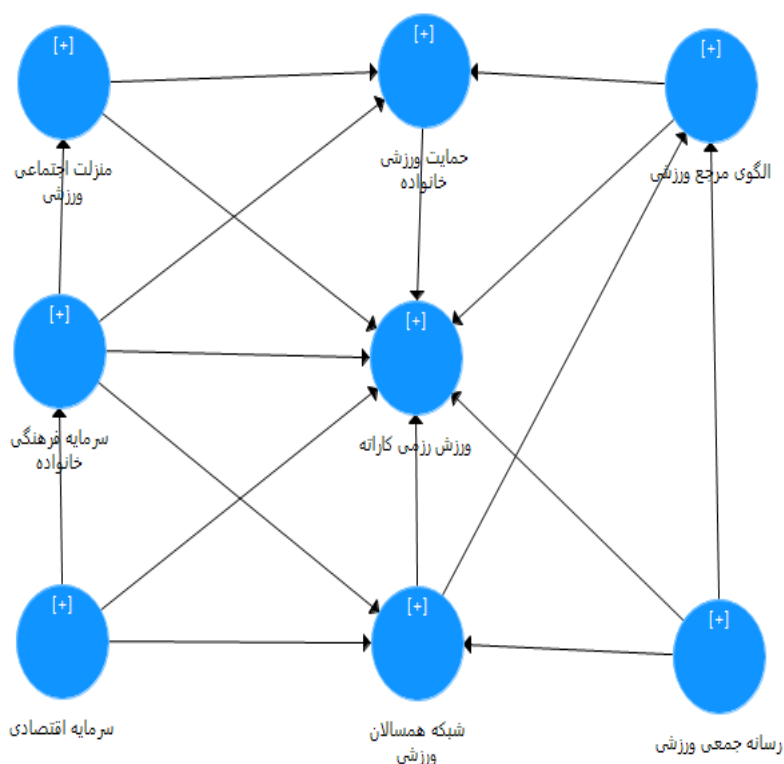 [+]
[+]
[+]
منزلت اجتماعی
ورزشی
حمایت ورزشی
خانواده
الگوی مرجع ورزشی
[+]
[+]
سرمایه فرهنگی
خانواده
ورزش رزمی کاراته
[+]
[+]
[+]
سرمایه اقتصادی
شبکه همسالان
ورزشی
رسانه جمعی ورزشی